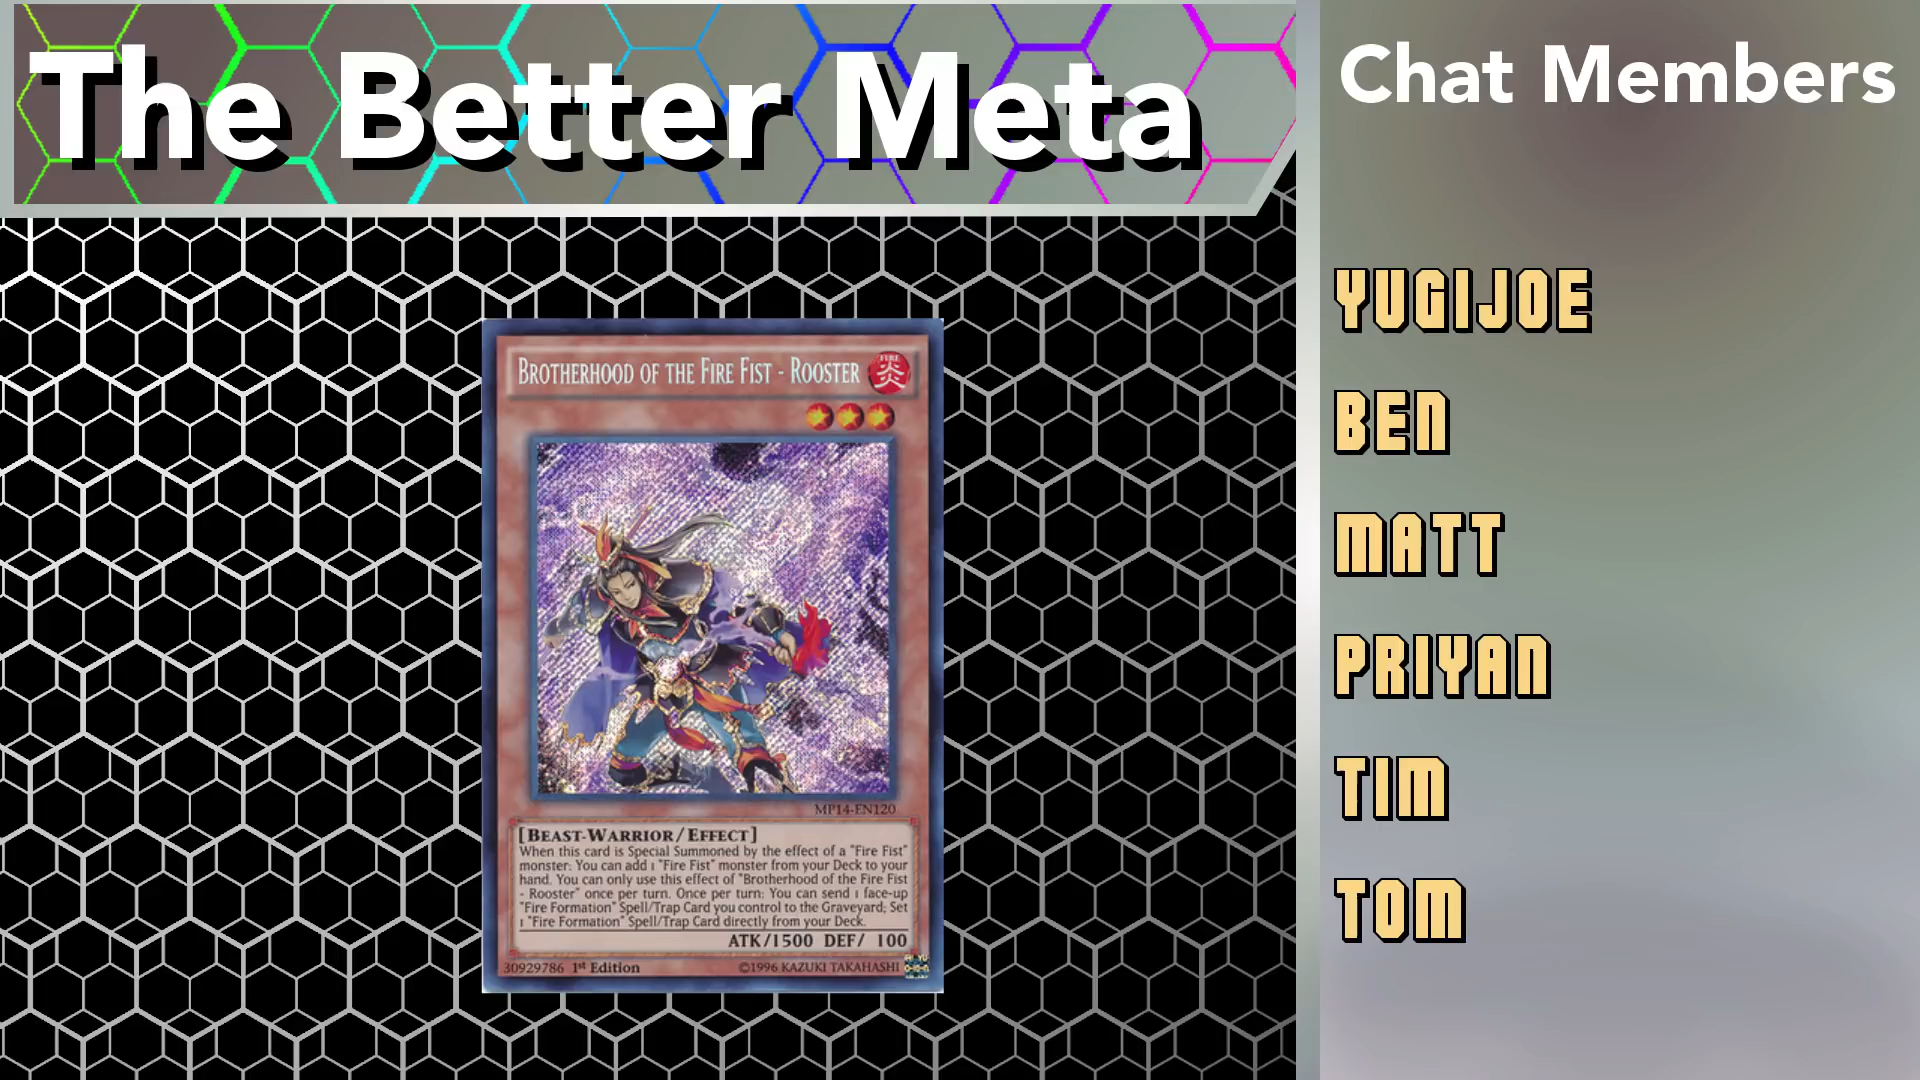 The Better Meta
Chat Members
YUGIJOE
BEN
MATT
PRIYAN
TIM
TOM
BROTHERHOOD OF THE FIRE FIST - ROOSTER
FIRE
炎
MP14-EN120
[BEAST-WARRIOR/EFFECT]
When this card is Special Summoned by the effect of a "Fire Fist"
monster: You can add 1 "Fire Fist" monster from your Deck to your
hand. You can only use this effect of "Brotherhood of the Fire Fist
- Rooster" once per turn. Once per turn: You can send 1 face-up
"Fire Formation" Spell/Trap Card you control to the Graveyard; Set
1 "Fire Formation" Spell/Trap Card directly from your Deck.
ATK/1500 DEF/ 100
30929786 1st Edition ©1996 KAZUKI TAKAHASHI